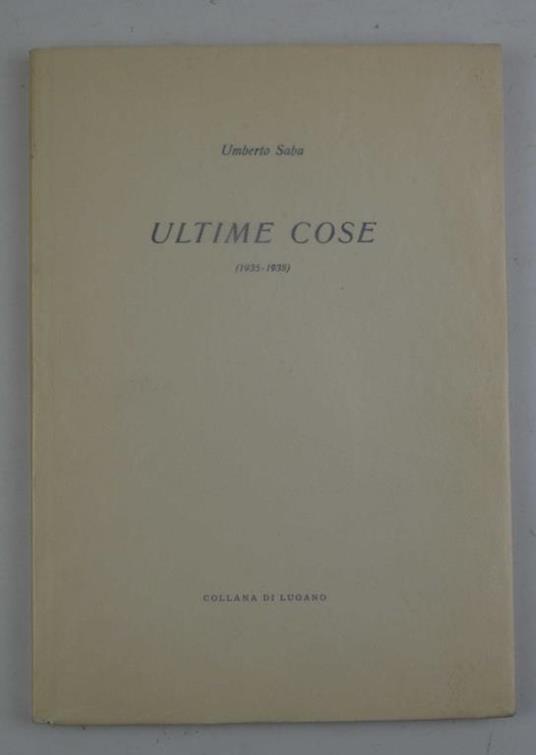 Umberto Saba
ULTIME COSE
(1935-1938)
COLLANA DI LUGANO